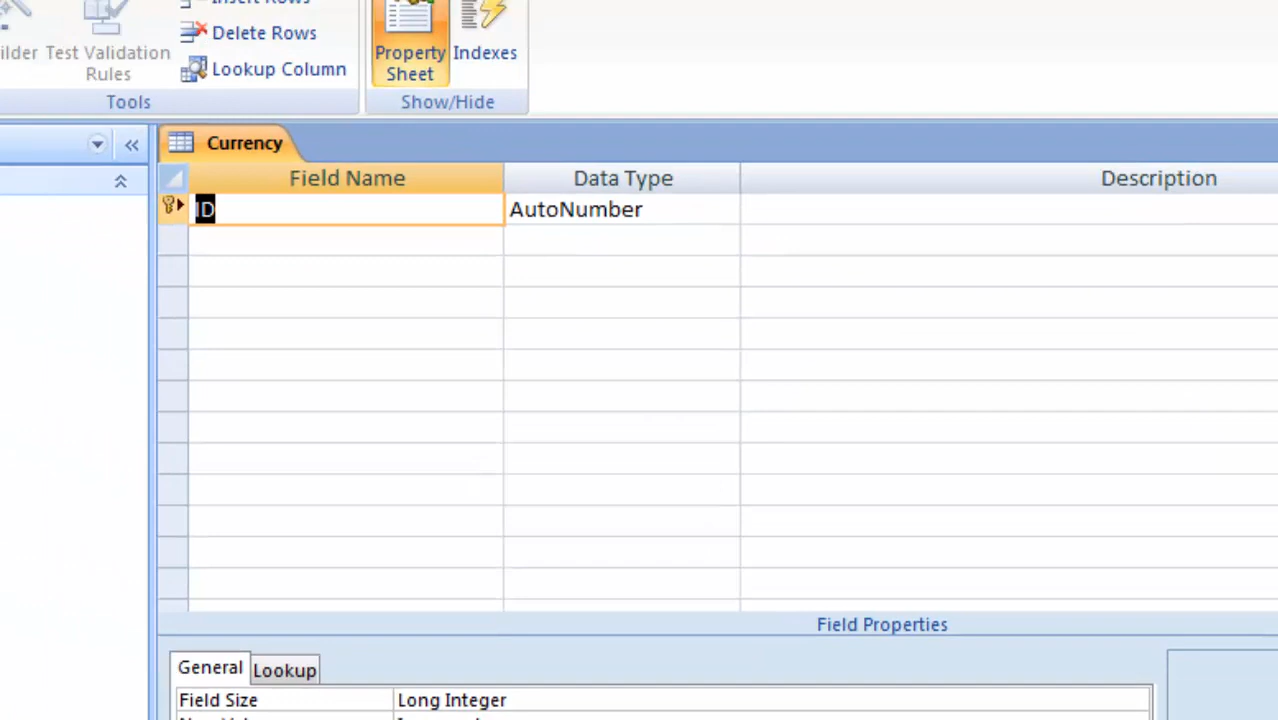 Insert Rows
Delete Rows
Test Validation
Rules
Lookup Column
Property
Sheet
Indexes
Tools
Show/Hide
Currency
Field Name
Data Type
Description
ID
AutoNumber
Field Properties
General
Lookup
Field Size
Long Integer